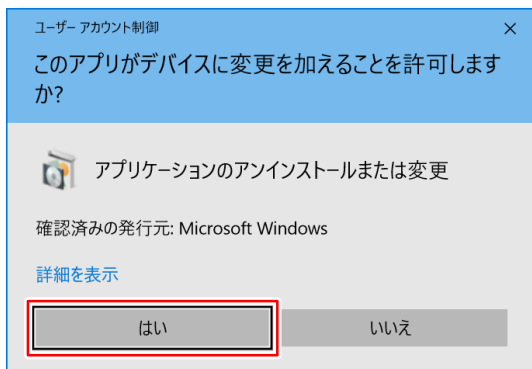 ユーザー アカウント制御
このアプリがデバイスに変更を加えることを許可します
か?
アプリケーションのアンインストールまたは変更
確認済みの発行元: Microsoft Windows
詳細を表示
はい いいえ